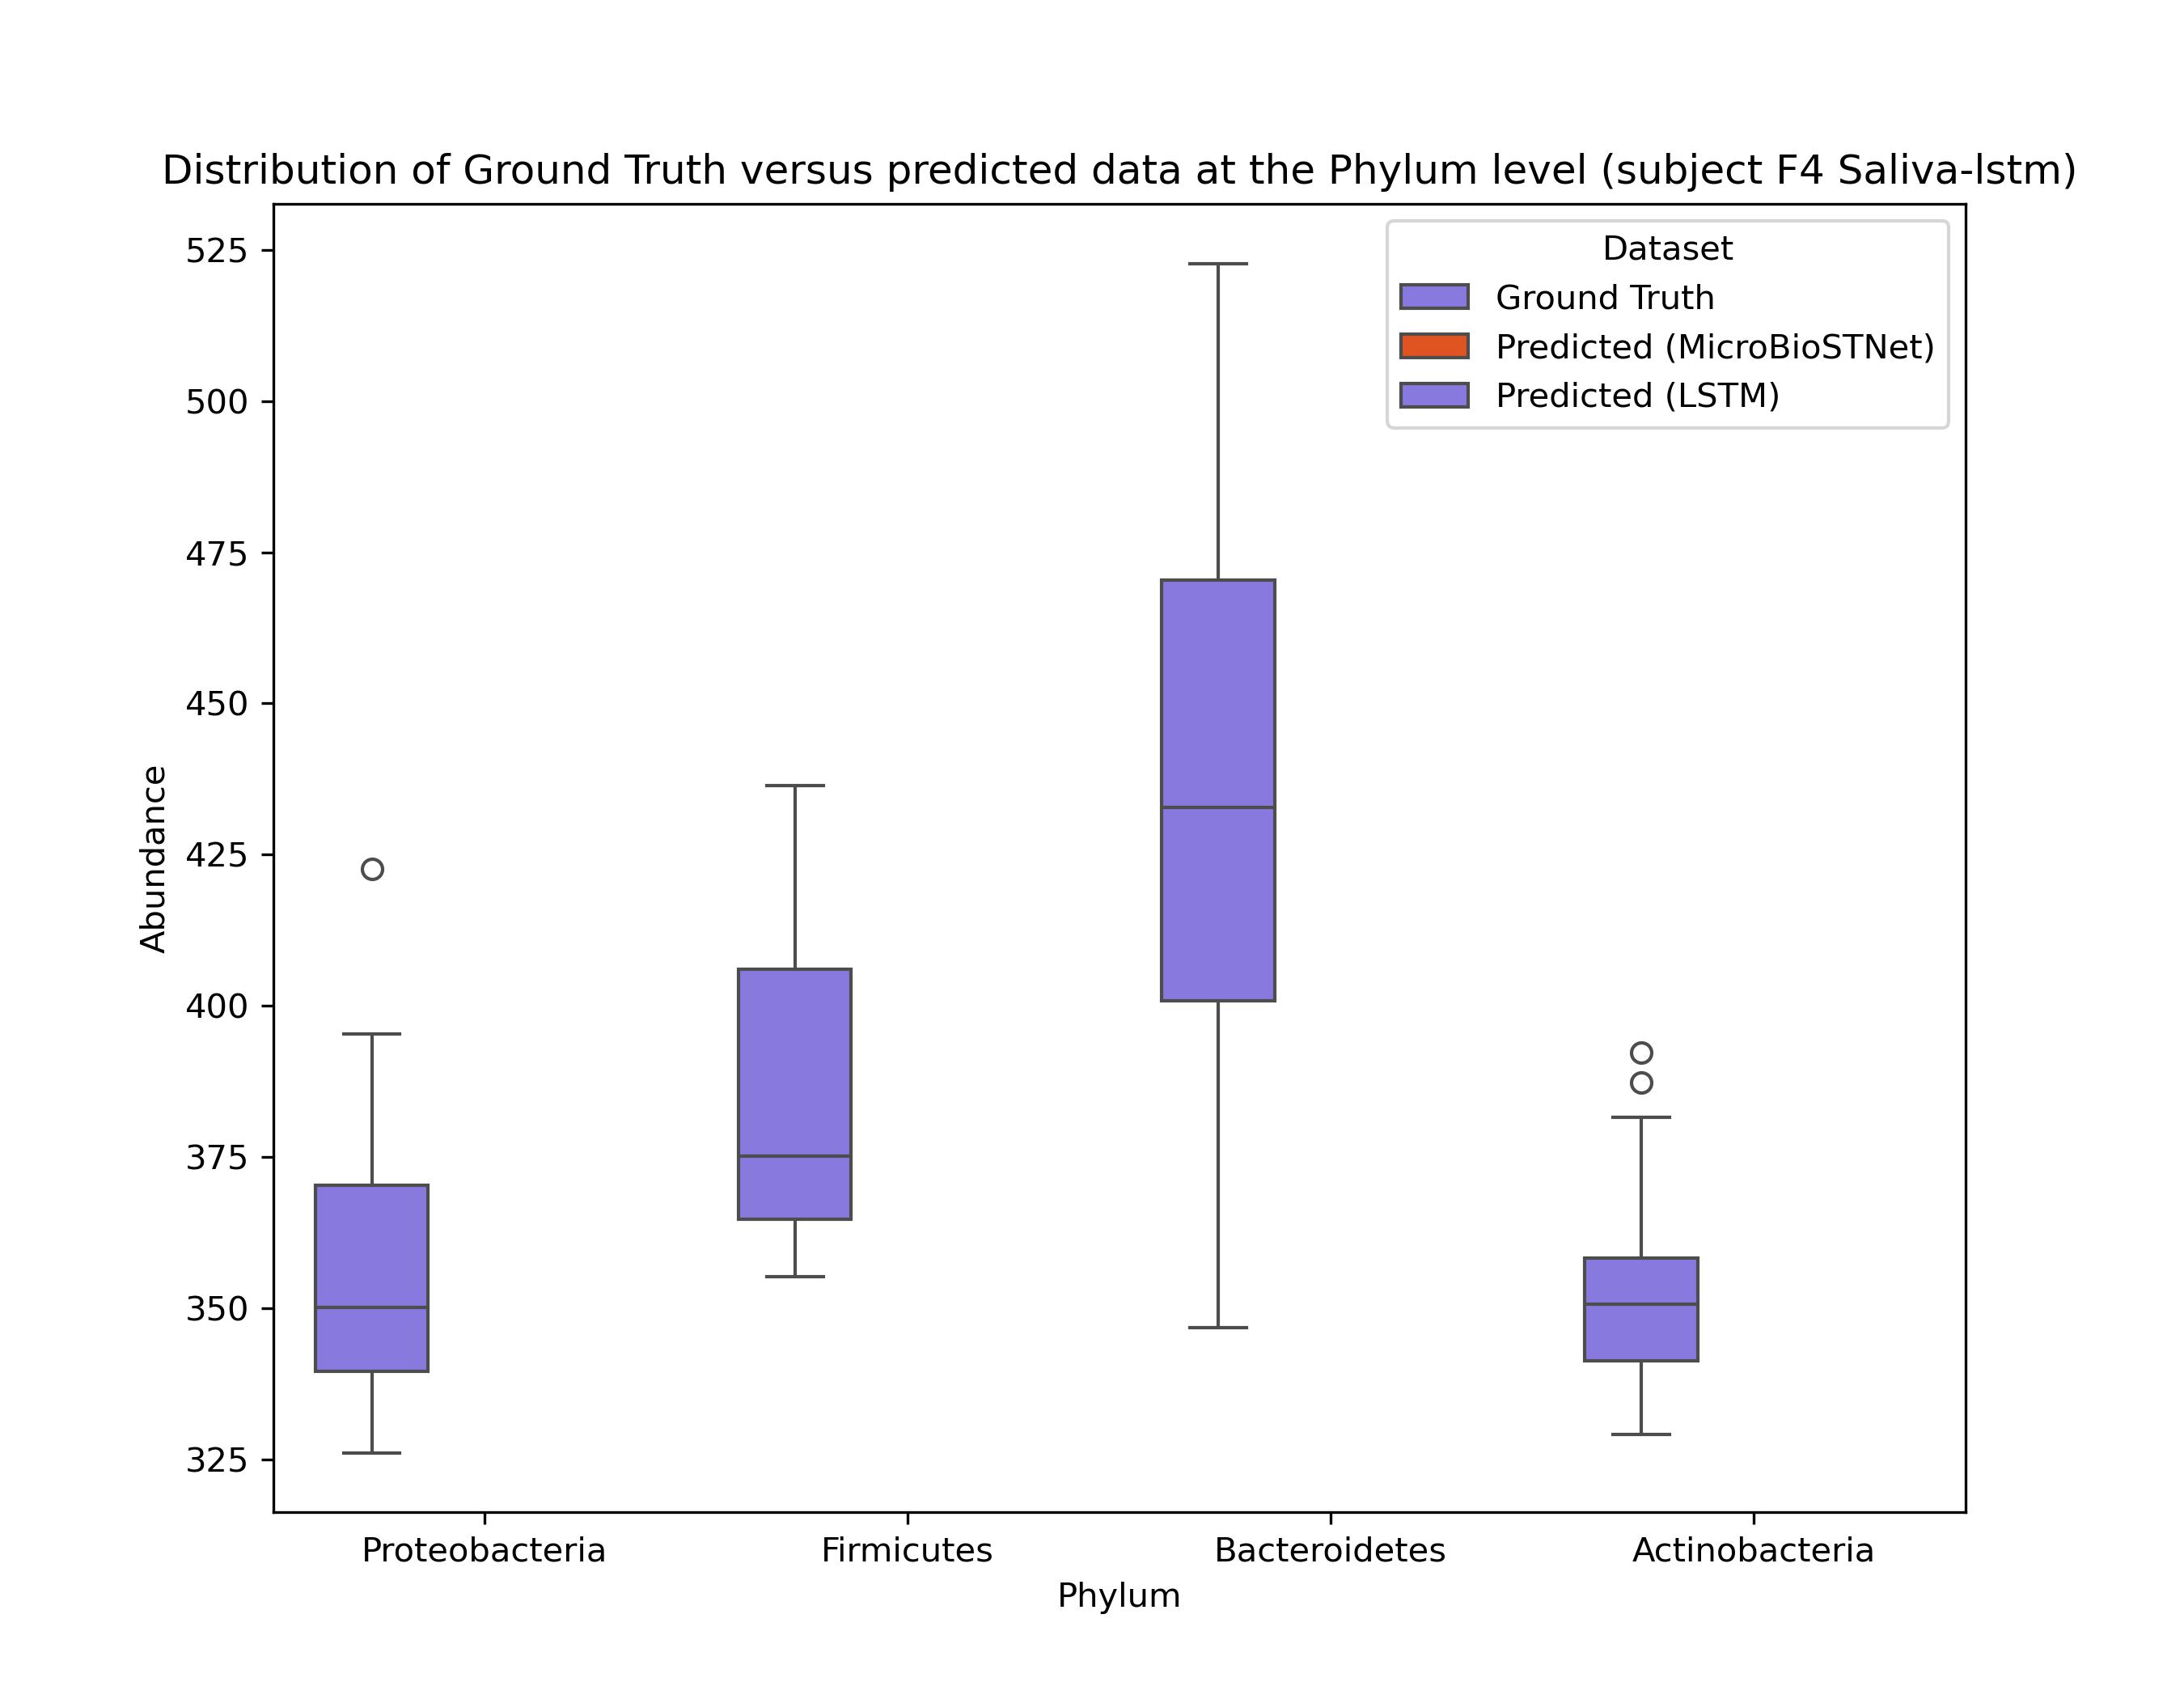 Distribution of Ground Truth versus predicted data at the Phylum level (subject F4 Saliva-lstm)
Dataset
Ground Truth
Predicted (MicroBioSTNet)
Predicted (LSTM)
525
500
475
450
425
400
375
350
325
Abundance
Proteobacteria
Firmicutes
Bacteroidetes
Actinobacteria
Phylum